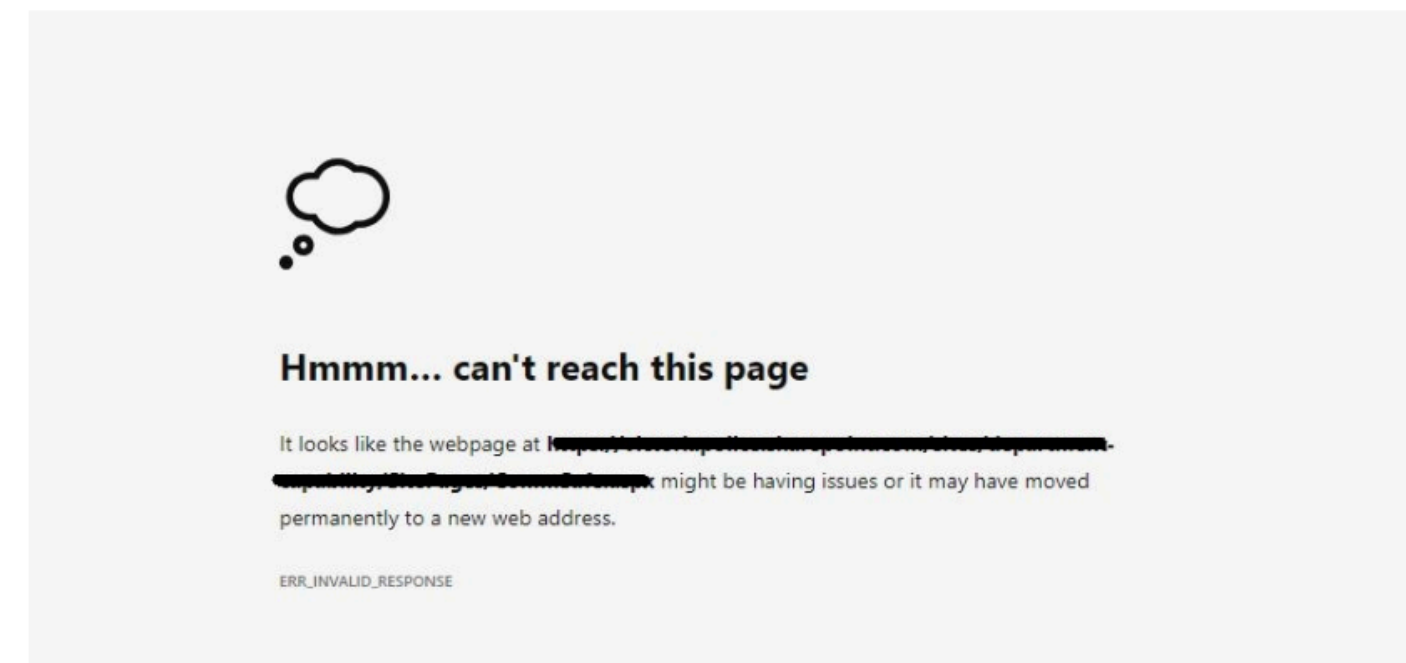 Hmmm... can't reach this page
It looks like the webpage at
might be having issues or it may have moved
permanently to a new web address.
ERR_INVALID_RESPONSE